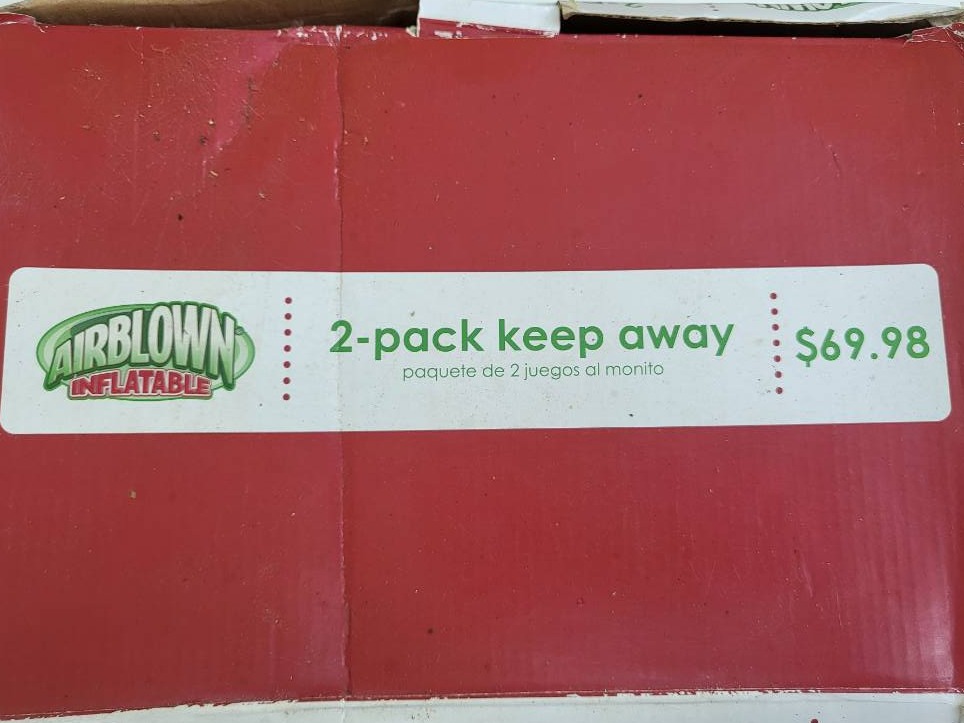 AIRBLOWN
INFLATABLE
2-pack keep away
paquete de 2 juegos al monito
$69.98